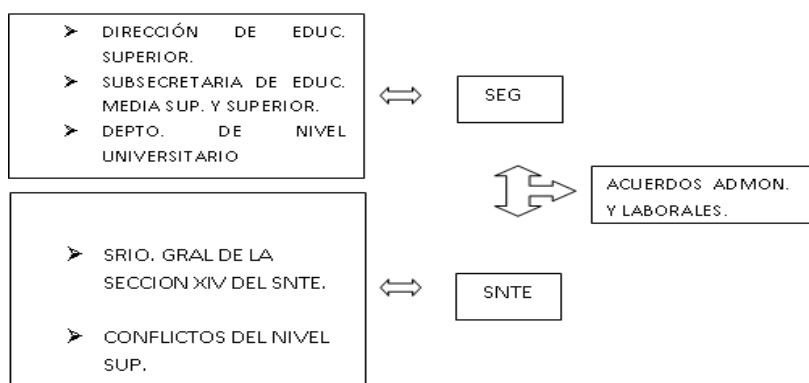 DIRECCIÓN DE EDUC.
SUPERIOR.
SUBSECRETARIA DE EDUC.
MEDIA SUP. Y SUPERIOR.
DEPTO. DE NIVEL
UNIVERSITARIO
SEG
ACUERDOS ADMON.
Y LABORALES.
SRIO. GRAL DE LA
SECCION XIV DEL SNTE.
CONFLICTOS DEL NIVEL
SUP.
SNTE